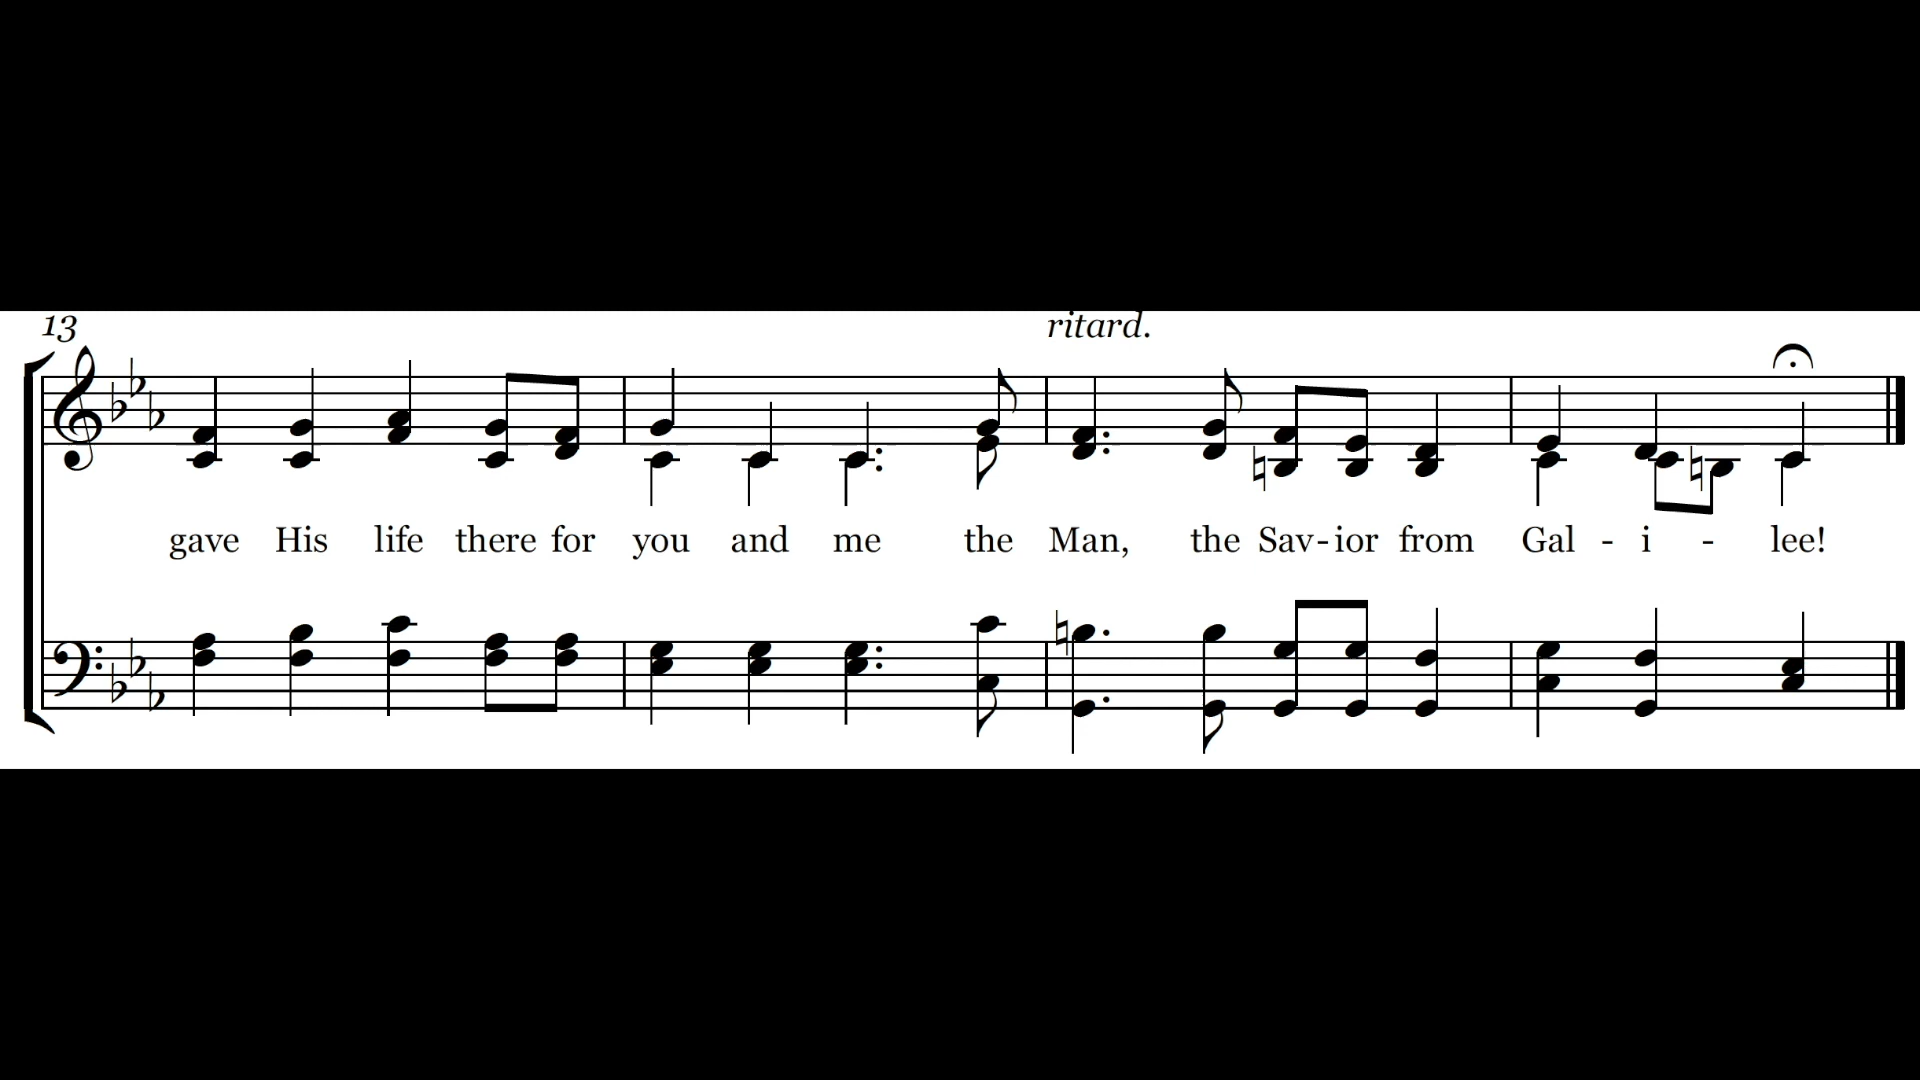 13
ritard.
gave His life there for you and me the Man, the Sav-ior from Gal - i - lee!